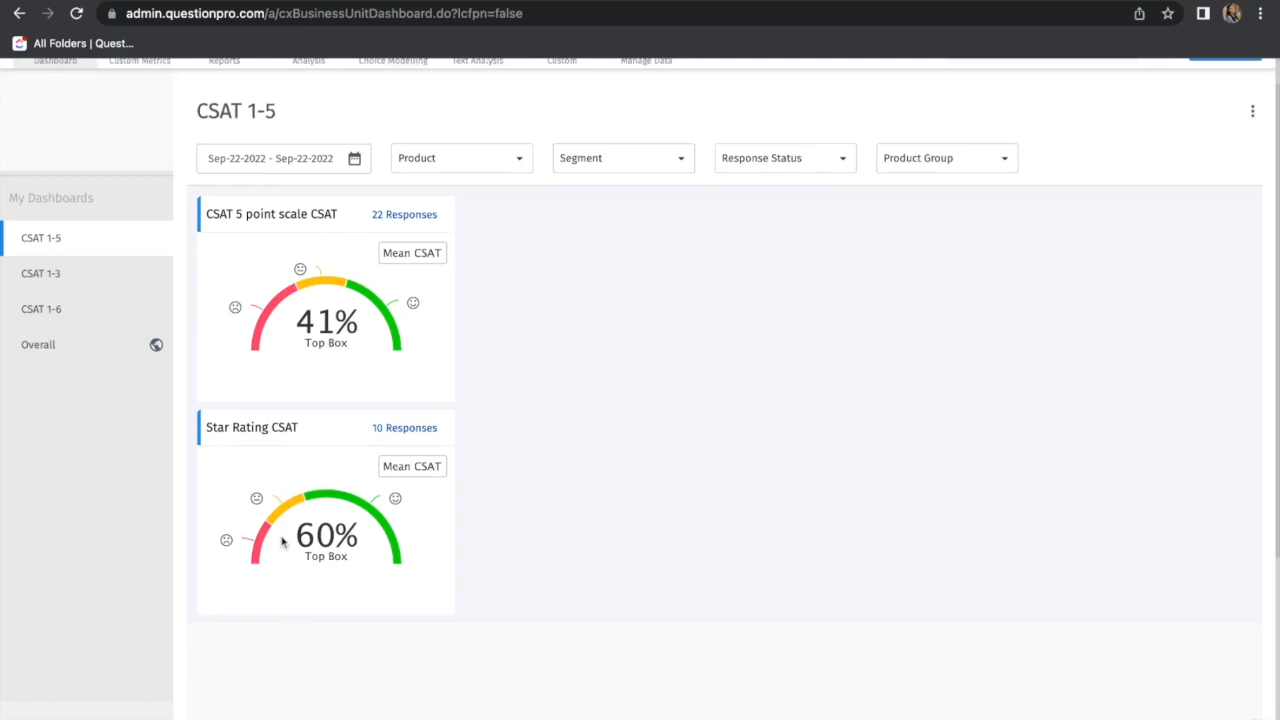 admin.questionpro.com/a/cxBusinessUnitDashboard.do?lcfpn=false
All Folders | Quest...
Dashboard Custom Metrics Reports Analysis Choice Modelling Text Analysis Custom Manage Data
CSAT 1-5
Sep-22-2022 - Sep-22-2022 Product Segment Response Status Product Group
My Dashboards
CSAT 1-5
CSAT 1-3
CSAT 1-6
Overall
CSAT 5 point scale CSAT 22 Responses
Mean CSAT
41%
Top Box
Star Rating CSAT 10 Responses
Mean CSAT
60%
Top Box